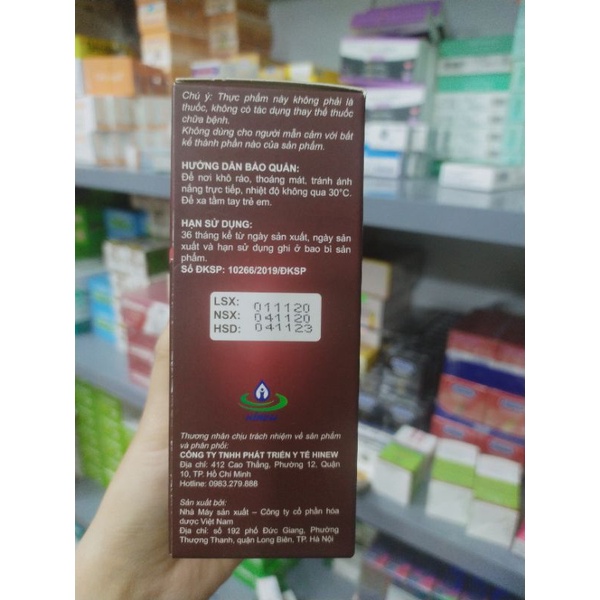 Chú ý: Thực phẩm này không phải là
thuốc, không có tác dụng thay thế thuốc
chữa bệnh.
Không dùng cho người mẫn cảm với bất
kể thành phần nào của sản phẩm.
HƯỚNG DẪN BẢO QUẢN:
Để nơi khô ráo, thoáng mát, tránh ánh
nắng trực tiếp, nhiệt độ không quá 30°C.
Để xa tầm tay trẻ em.
HẠN SỬ DỤNG:
36 tháng kể từ ngày sản xuất, ngày sản
xuất và hạn sử dụng ghi ở bao bì sản
phẩm.
Số ĐKSP: 10266/2019/ĐKSP
LSX: 011120
NSX: 041120
HSD: 041123
Thương nhân chịu trách nhiệm về sản phẩm
và phân phối:
CÔNG TY TNHH PHÁT TRIỂN Y TẾ HINEW
Địa chỉ: 412 Cao Thắng, Phường 12, Quận
10, TP. Hồ Chí Minh
Hotline: 0983.279.888
Sản xuất bởi:
Nhà Máy sản xuất – Công ty cổ phần hóa
dược Việt Nam
Địa chỉ: số 192 phố Đức Giang, Phường
Thượng Thanh, quận Long Biên, TP. Hà Nội